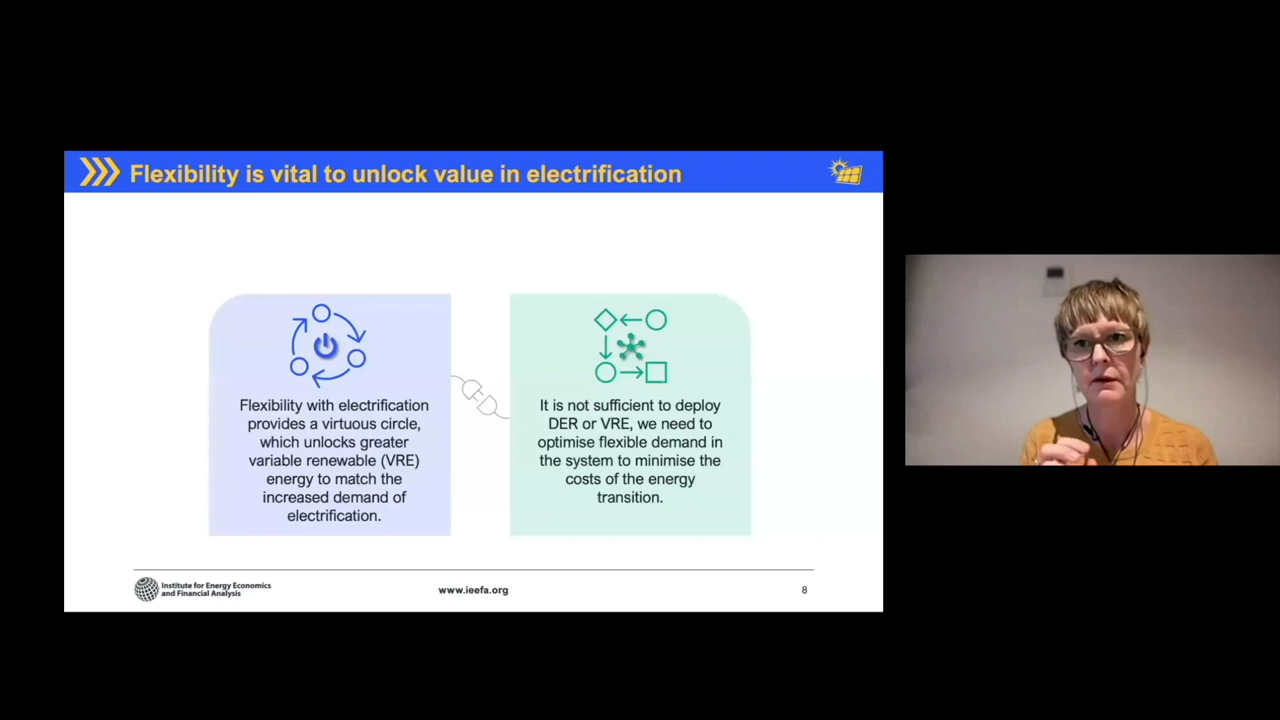 Flexibility is vital to unlock value in electrification
Flexibility with electrification
provides a virtuous circle,
which unlocks greater
variable renewable (VRE)
energy to match the
increased demand of
electrification.
It is not sufficient to deploy
DER or VRE, we need to
optimise flexible demand in
the system to minimise the
costs of the energy
transition.
Institute for Energy Economics
and Financial Analysis
www.ieefa.org
8